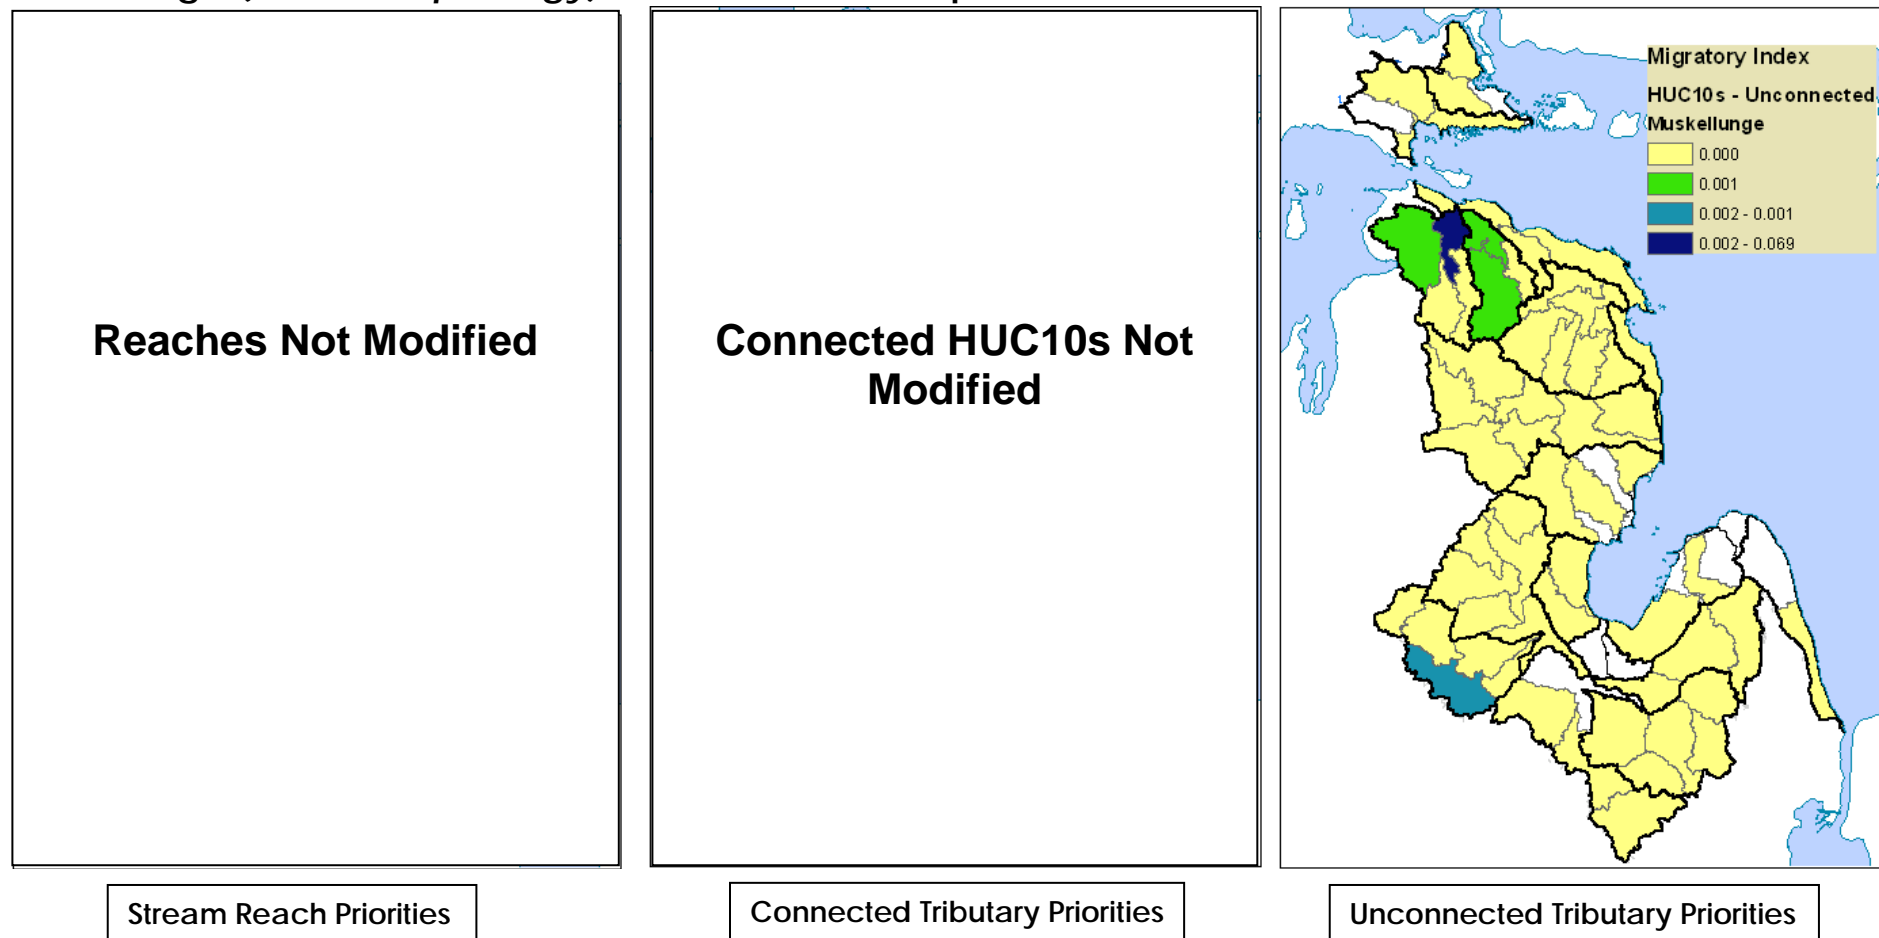 Reaches Not Modified
Connected HUC10s Not
Modified
Migratory Index
HUC10s - Unconnected
Muskellunge
0.000
0.001
0.002 - 0.001
0.002 - 0.069
Stream Reach Priorities
Connected Tributary Priorities
Unconnected Tributary Priorities